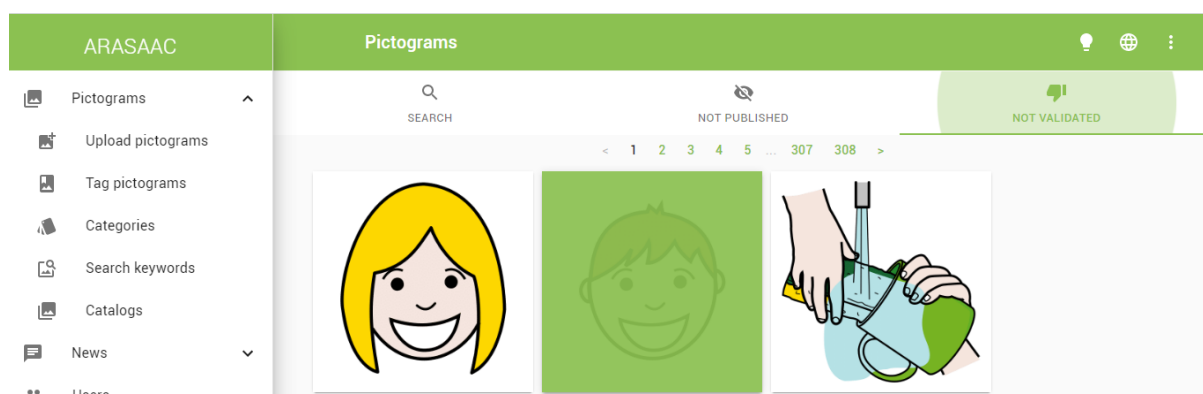 ARASAAC
Pictograms
Pictograms
SEARCH
NOT PUBLISHED
NOT VALIDATED
Upload pictograms
< 1 2 3 4 5 ... 307 308 >
Tag pictograms
Categories
Search keywords
Catalogs
News
Users